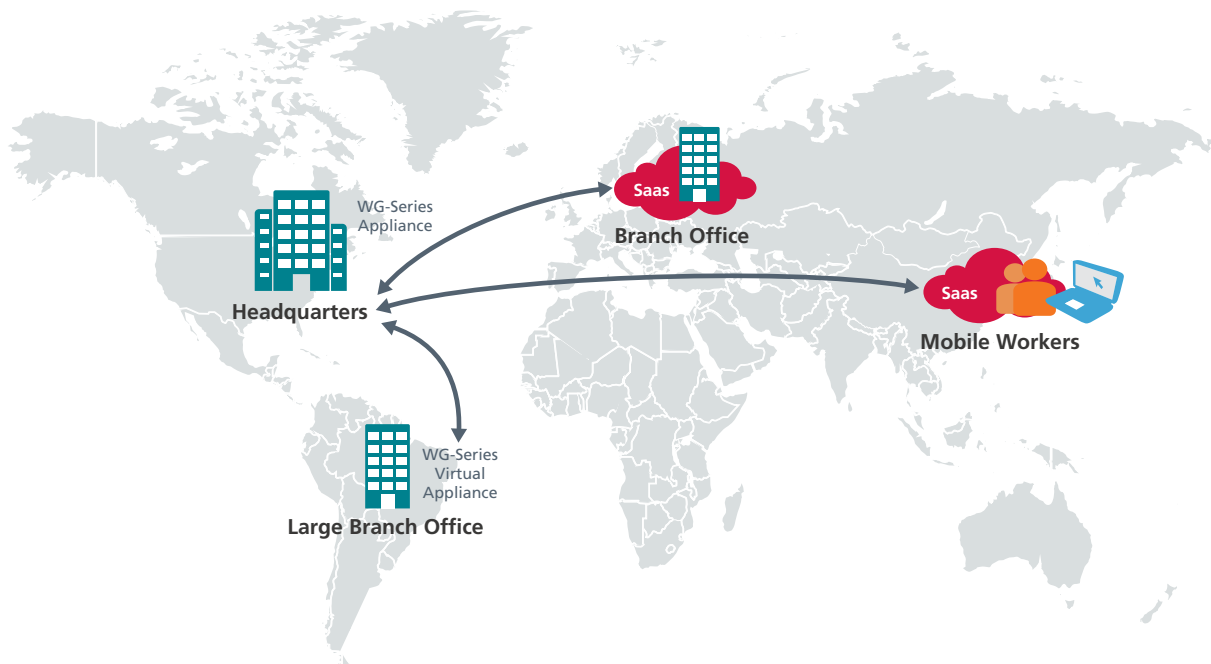 WG-Series
Appliance
Headquarters
Saas
Branch Office
Saas
Mobile Workers
WG-Series
Virtual
Appliance
Large Branch Office